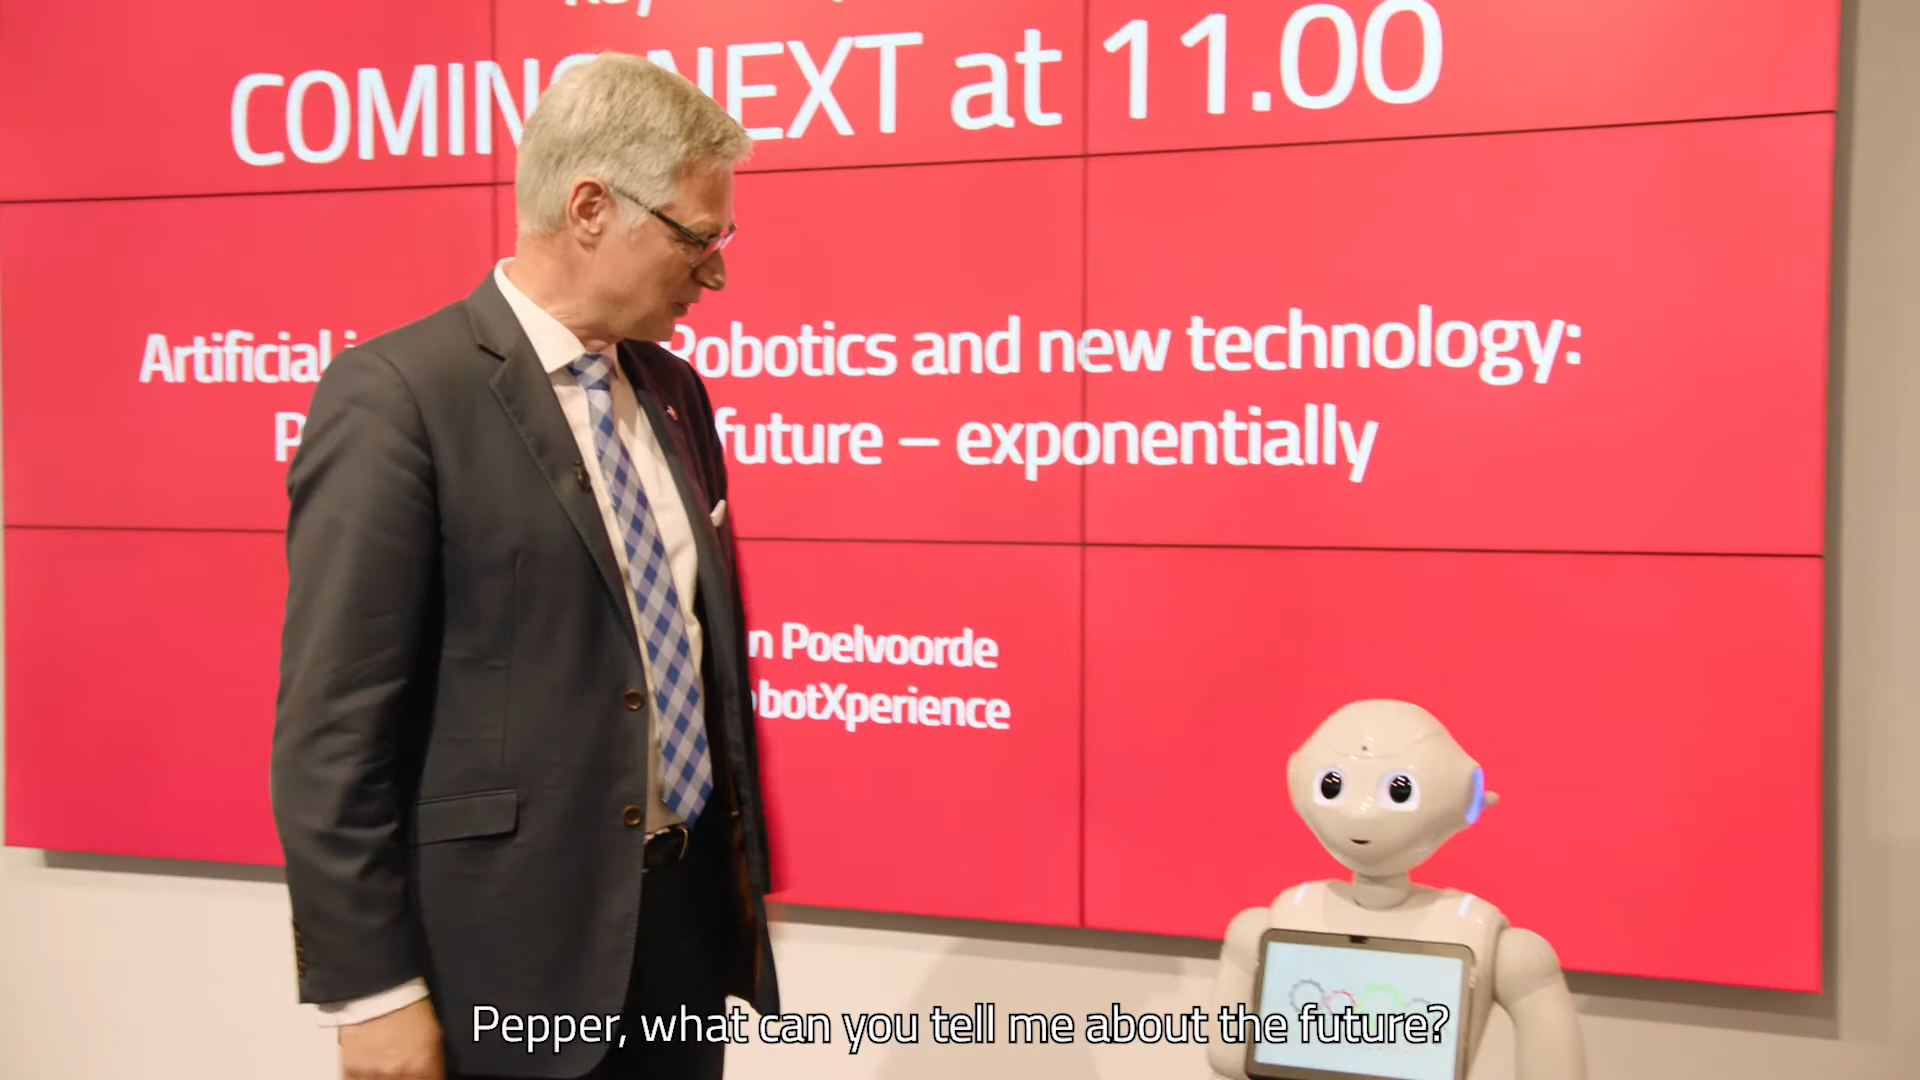 COMING NEXT at 11.00
Artificial Robotics and new technology:
future – exponentially
Poelvoorde
botXperience
Pepper, what can you tell me about the future?